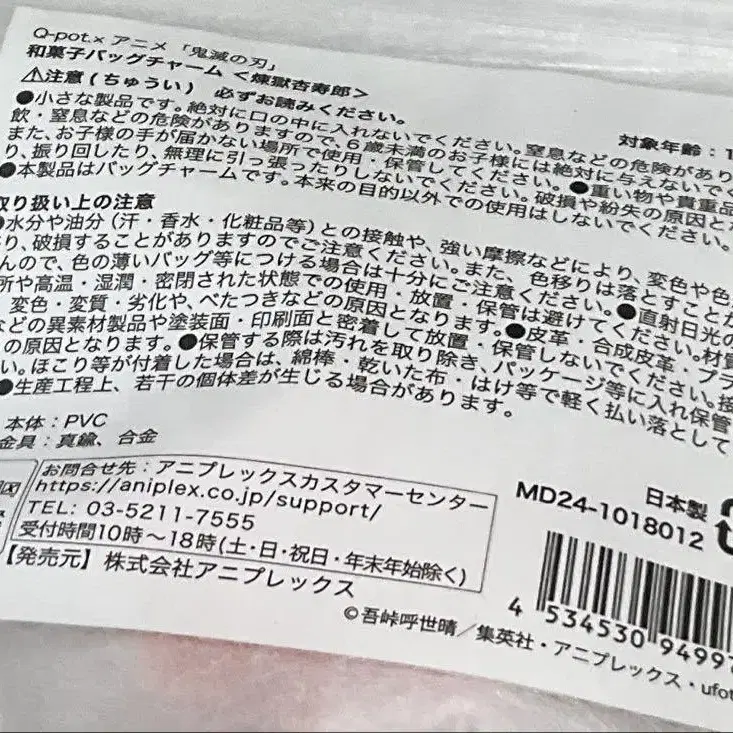 Q-pot.× アニメ「鬼滅の刃」
和菓子バッグチャーム <煉獄杏寿郎>
⚠注意(ちゅうい) 必ずお読みください。
対象年齢：1
●小さな製品です。絶対に口の中に入れないでください。窒息などの危険があり
飲・窒息などの危険がありますので、6歳未満のお子様には絶対に与えないでく
また、お子様の手が届かない場所で使用・保管してください。●重い物や貴重品
り、振り回したり、無理に引っ張ったりしないでください。破損や紛失の原因とな
●本製品はバッグチャームです。本来の目的以外での使用はしないでください。
取り扱い上の注意
●水分や油分(汗・香水・化粧品等)との接触や、強い摩擦などにより、変色や色
り、破損することがありますのでご注意ください。また、色移りは落とすことが
んので、色の薄いバッグ等につける場合は十分にご注意ください。●直射日光の
所や高温・湿潤・密閉された状態での使用・放置・保管は避けてください。材質
変色・変質・劣化や、べたつきなどの原因となります。●皮革・合成皮革・プラ
などの異素材製品や塗装面・印刷面と密着して放置・保管しないでください。接
の原因となります。●保管する際は汚れを取り除き、パッケージ等に入れ保管
い。ほこり等が付着した場合は、綿棒・乾いた布・はけ等で軽く払い落として
●生産工程上、若干の個体差が生じる場合があります。
本体：PVC
金具：真鍮、合金
お問合せ先：アニプレックスカスタマーセンター
https://aniplex.co.jp/support/
TEL: 03-5211-7555
受付時間10時～18時(土・日・祝日・年末年始除く)
【発売元】株式会社アニプレックス
日本製
MD24-1018012
4 534530 9499
©吾峠呼世晴／集英社・アニプレックス・ufot